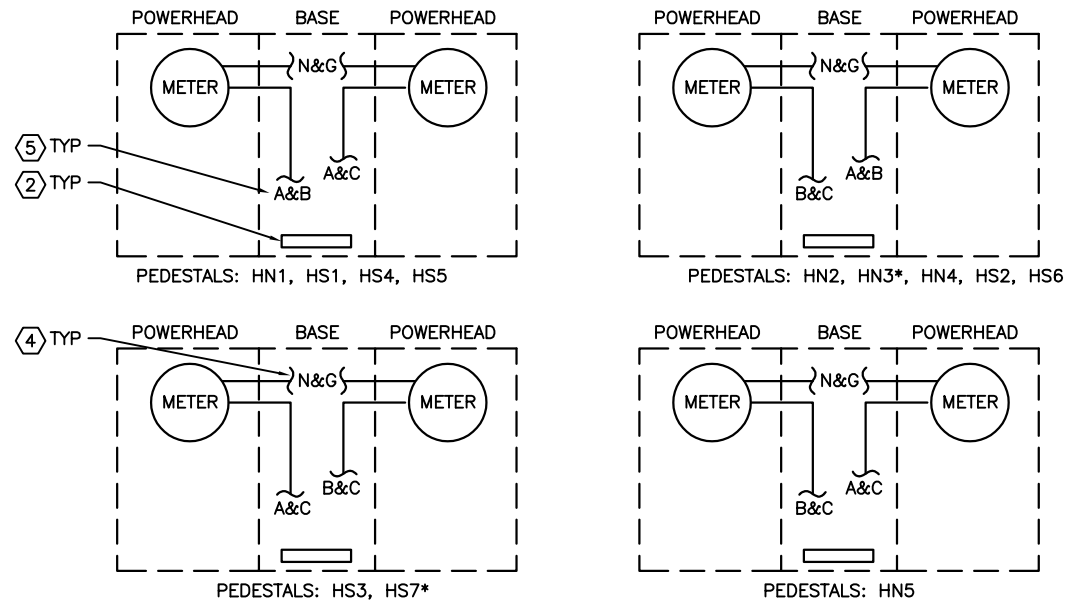 POWERHEAD BASE POWERHEAD
METER N&G METER
5 TYP
2 TYP
A&B A&C
PEDESTALS: HN1, HS1, HS4, HS5
POWERHEAD BASE POWERHEAD
METER N&G METER
B&C A&B
PEDESTALS: HN2, HN3*, HN4, HS2, HS6
POWERHEAD BASE POWERHEAD
4 TYP
METER N&G METER
A&C B&C
PEDESTALS: HS3, HS7*
POWERHEAD BASE POWERHEAD
METER N&G METER
B&C A&C
PEDESTALS: HN5